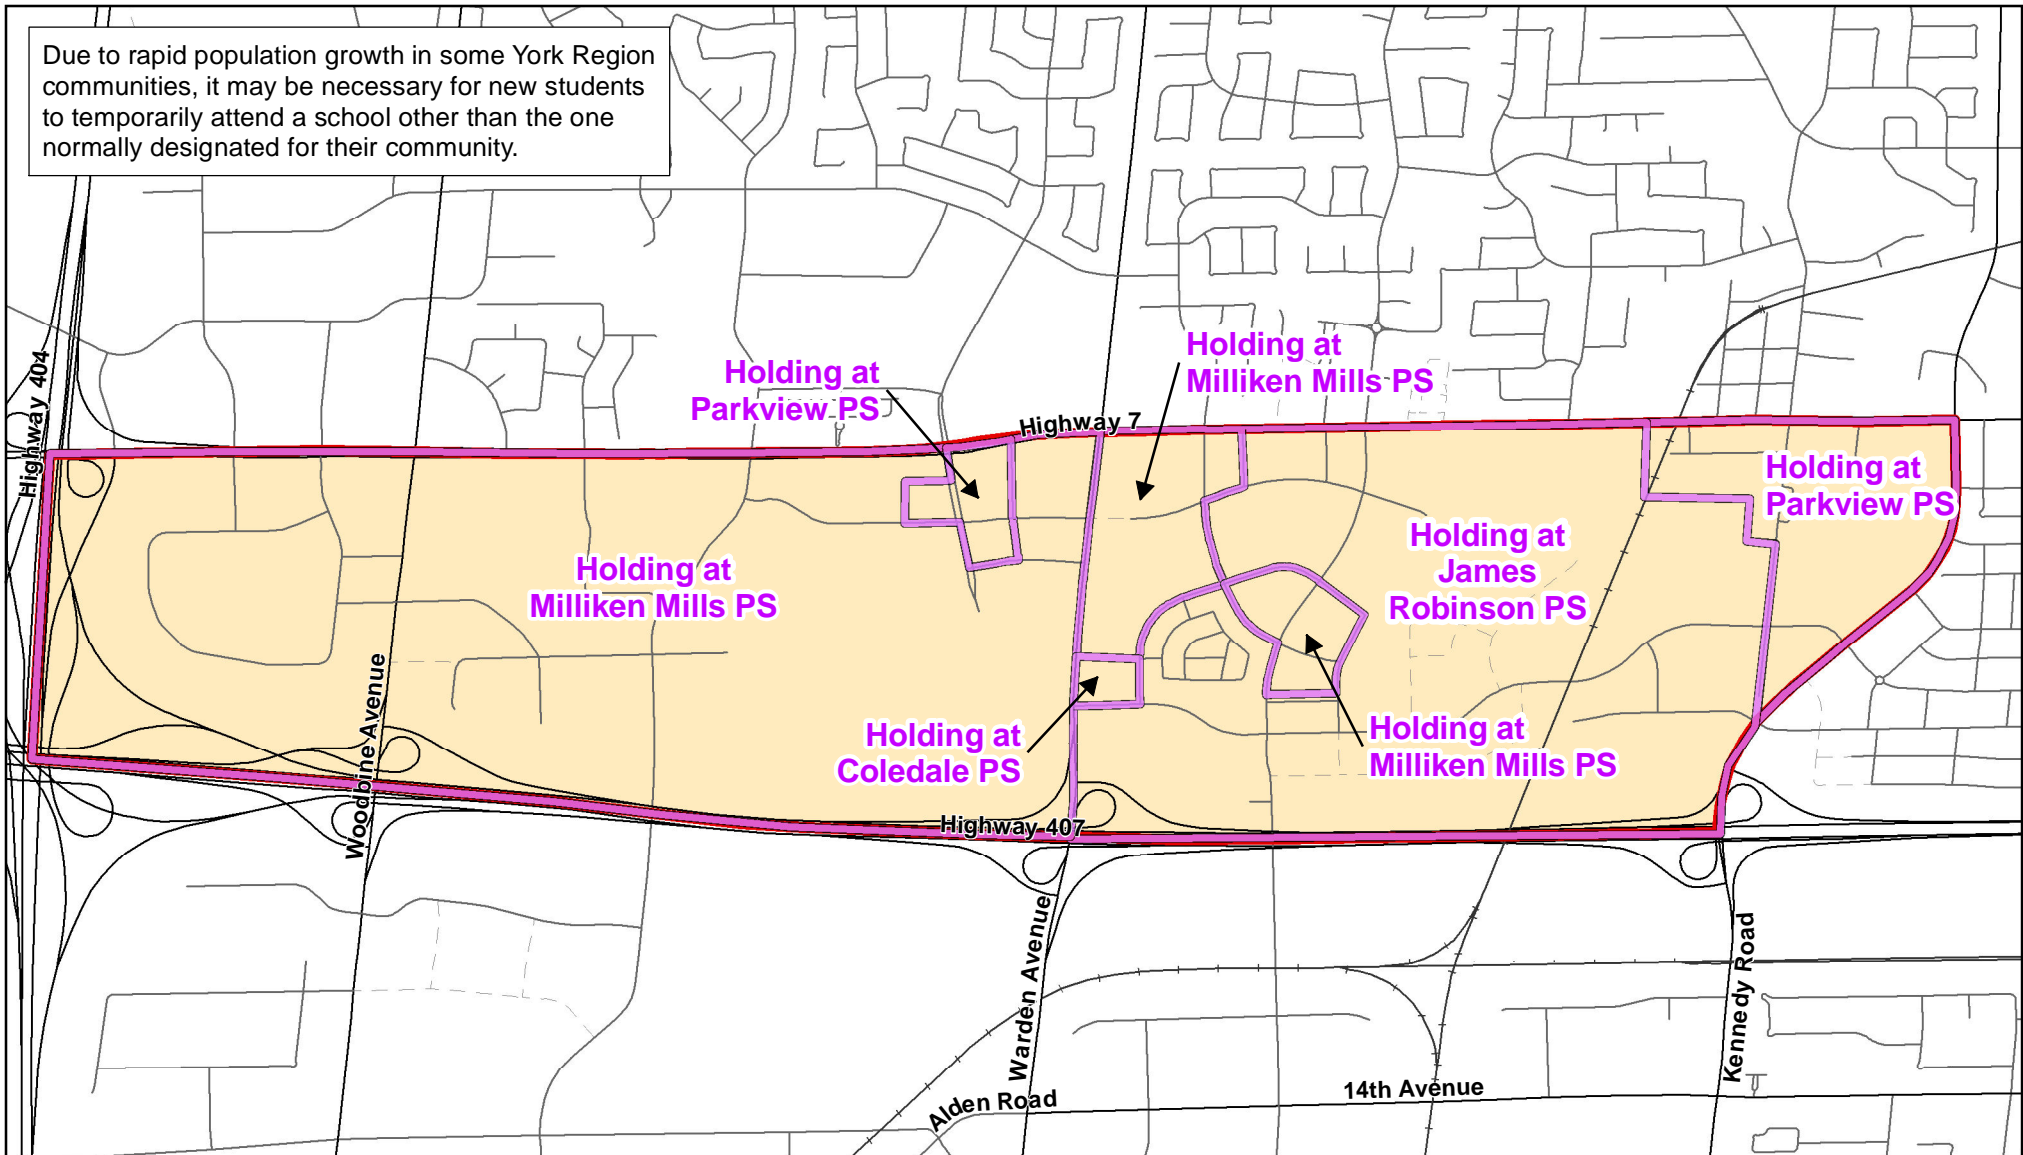 Due to rapid population growth in some York Region
communities, it may be necessary for new students
to temporarily attend a school other than the one
normally designated for their community.
Highway 404
Holding at
Parkview PS
Holding at
Milliken Mills PS
Highway 7
Holding at
Parkview PS
Holding at
James
Robinson PS
Holding at
Milliken Mills PS
Holding at
Coledale PS
Holding at
Milliken Mills PS
Woodbine Avenue
Highway 407
Warden Avenue
Kennedy Road
Alden Road
14th Avenue